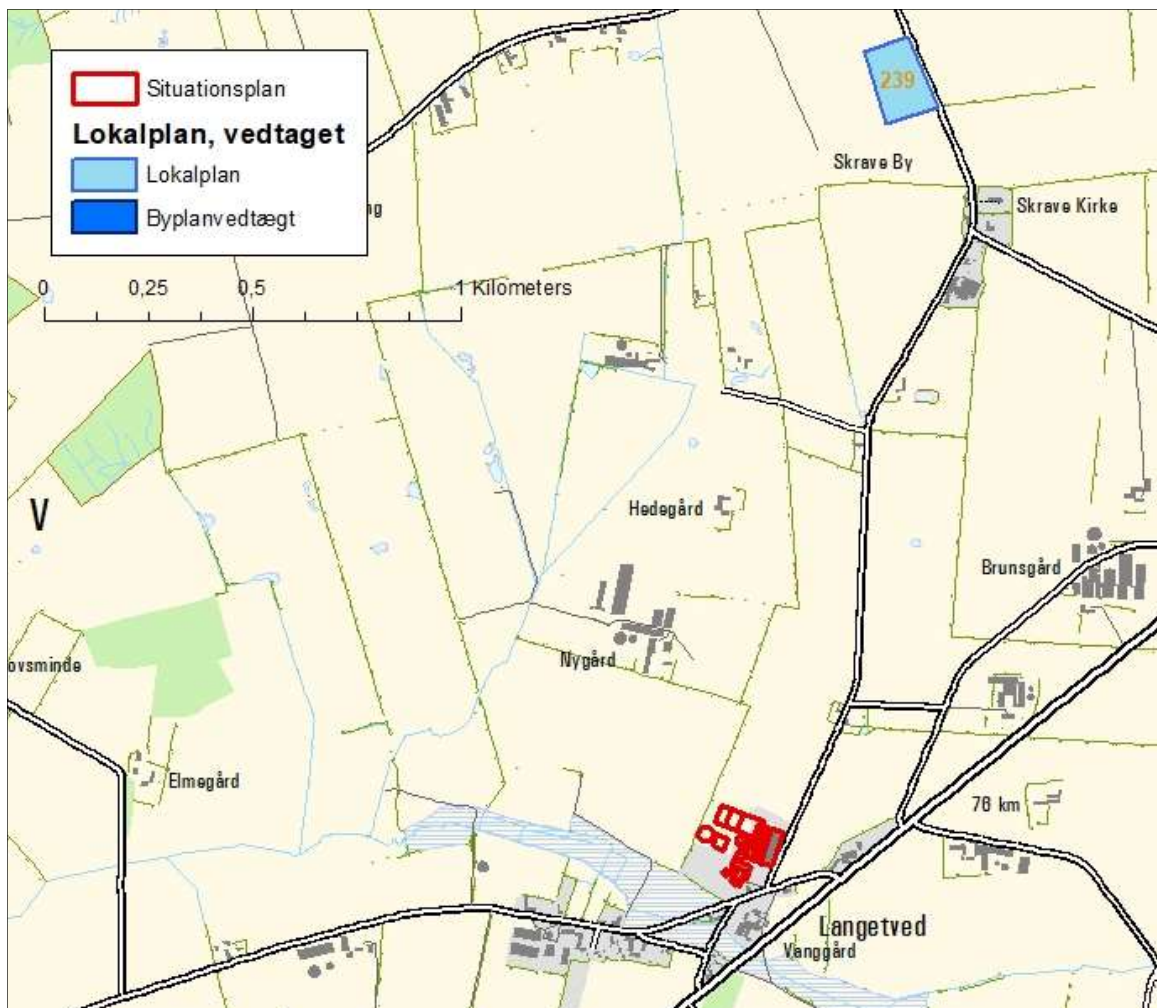 Situationsplan
Lokalplan, vedtaget
Lokalplan
Byplanvedtægt
ng
0 0,25 0,5 1 Kilometers
239
Skrave By
Skrave Kirke
V
Hedegård
Brunsgård
Nygård
ovsminde
Elmegård
76 km
Langetved
Vanggård